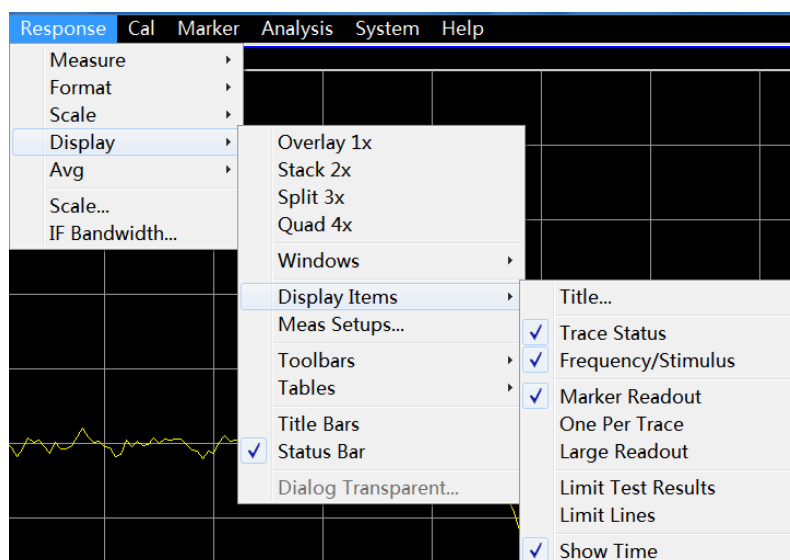 Response Cal Marker Analysis System Help
Measure
Format
Scale
Display
Avg
Scale...
IF Bandwidth...
Overlay 1x
Stack 2x
Split 3x
Quad 4x
Windows
Display Items
Meas Setups...
Toolbars
Tables
Title Bars
Status Bar
Dialog Transparent...
Title...
Trace Status
Frequency/Stimulus
Marker Readout
One Per Trace
Large Readout
Limit Test Results
Limit Lines
Show Time